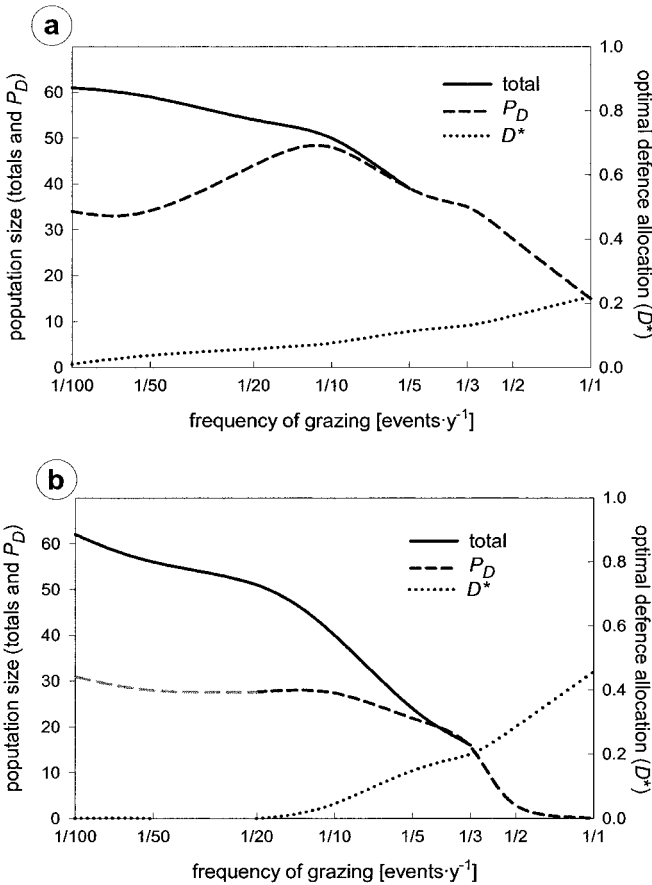 a
population size (totals and P_D)
60
50
40
30
20
10
0
total
P_D
D*
1.0
0.8
0.6
0.4
0.2
0.0
optimal defence allocation (D*)
1/100 1/50 1/20 1/10 1/5 1/3 1/2 1/1
frequency of grazing [events·y⁻¹]
b
poputation size (totals and P_D)
60
50
40
30
20
10
0
total
P_D
D*
1.0
0.8
0.6
0.4
0.2
0.0
optimal defence allocation (D*)
1/100 1/50 1/20 1/10 1/5 1/3 1/2 1/1
frequency of grazing [events·y⁻¹]